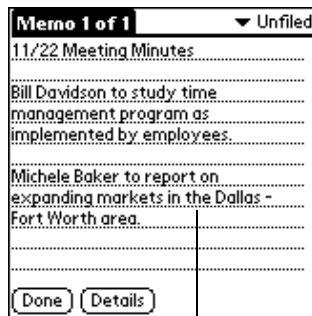 Memo 1 of 1
Unfiled
11/22 Meeting Minutes
Bill Davidson to study time
management program as
implemented by employees.
Michele Baker to report on
expanding markets in the Dallas -
Fort Worth area.
Done Details